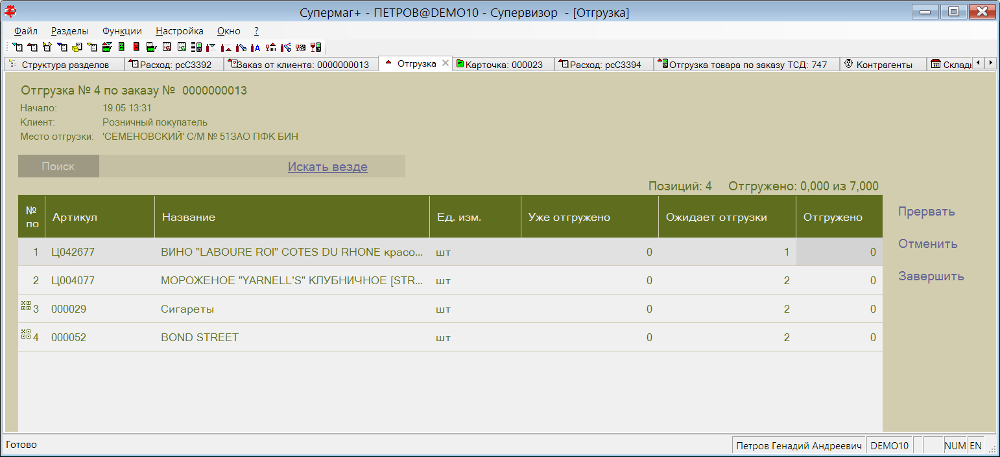 Супермаг+ - ПЕТРОВ@DEMO10 - Супервизор - [Отгрузка]
Файл Разделы Функции Настройка Окно ?
Структура разделов Расход: рсС3392 Заказ от клиента: 0000000013 Отгрузка Карточка: 000023 Расход: рсС3394 Отгрузка товара по заказу ТСД: 747 Контрагенты Склады
Отгрузка № 4 по заказу № 0000000013
Начало: 19.05 13:31
Клиент: Розничный покупатель
Место отгрузки: 'СЕМЕНОВСКИЙ' С/М № 51ЗАО ПФК БИН
Поиск Искать везде
Позиций: 4 Отгружено: 0,000 из 7,000
№ по Артикул Название Ед. изм. Уже отгружено Ожидает отгрузки Отгружено
1 Ц042677 ВИНО "LABOURE ROI" COTES DU RHONE красо... шт 0 1 0
2 Ц004077 МОРОЖЕНОЕ "YARNELL'S" КЛУБНИЧНОЕ [STR... шт 0 2 0
3 000029 Сигареты шт 0 2 0
4 000052 BOND STREET шт 0 2 0
Прервать
Отменить
Завершить
Готово Петров Генадий Андреевич DEMO10 NUM EN